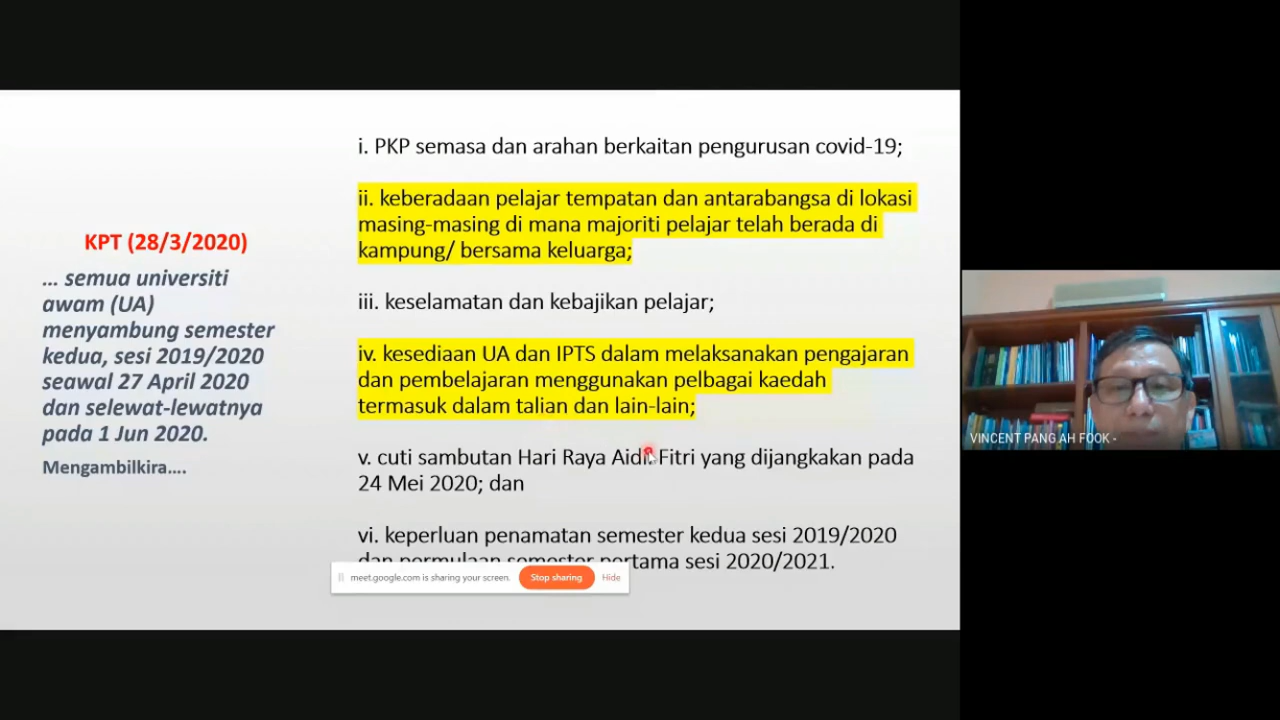 KPT (28/3/2020)
... semua universiti
awam (UA)
menyambung semester
kedua, sesi 2019/2020
seawal 27 April 2020
dan selewat-lewatnya
pada 1 Jun 2020.
Mengambilkira....
i. PKP semasa dan arahan berkaitan pengurusan covid-19;
ii. keberadaan pelajar tempatan dan antarabangsa di lokasi
masing-masing di mana majoriti pelajar telah berada di
kampung/ bersama keluarga;
iii. keselamatan dan kebajikan pelajar;
iv. kesediaan UA dan IPTS dalam melaksanakan pengajaran
dan pembelajaran menggunakan pelbagai kaedah
termasuk dalam talian dan lain-lain;
v. cuti sambutan Hari Raya Aidil Fitri yang dijangkakan pada
24 Mei 2020; dan
vi. keperluan penamatan semester kedua sesi 2019/2020
dan permulaan semester pertama sesi 2020/2021.
meet.google.com is sharing your screen.
Stop sharing
Hide
VINCENT PANG AH FOOK -